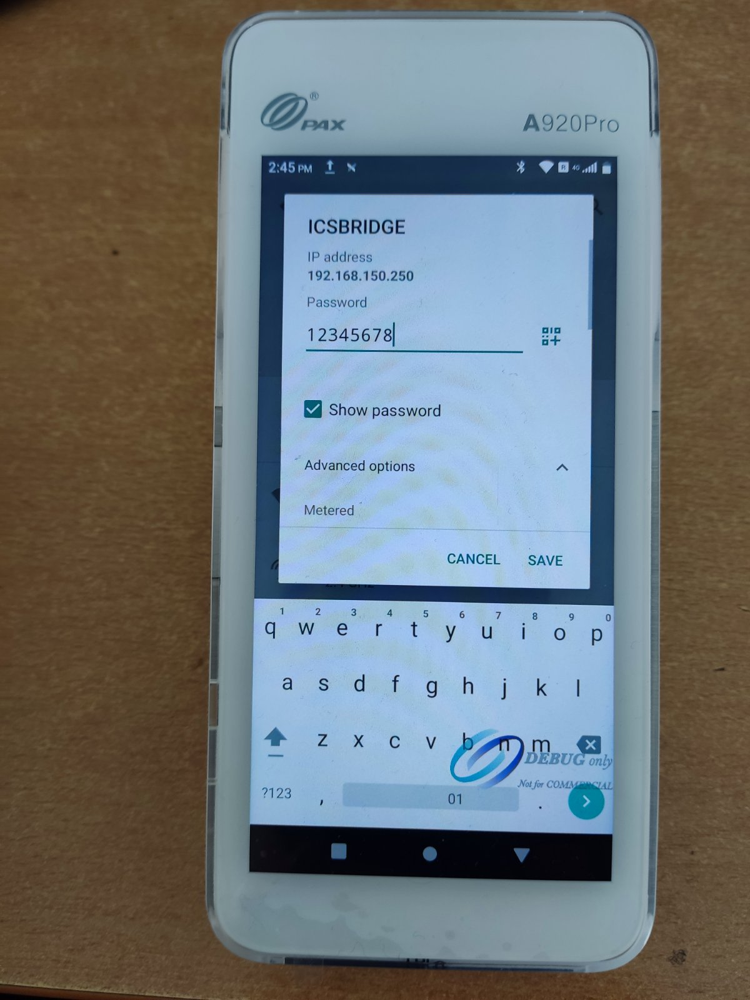 ®
PAX
A920Pro
2:45 PM
R 4G
ICSBRIDGE
IP address
192.168.150.250
Password
12345678
Show password
Advanced options
Metered
CANCEL SAVE
1 2 3 4 5 6 7 8 9 0
q w e r t y u i o p
a s d f g h j k l
z x c v b n m
DEBUG only
Not for COMMERCIAL
?123 , 01 .